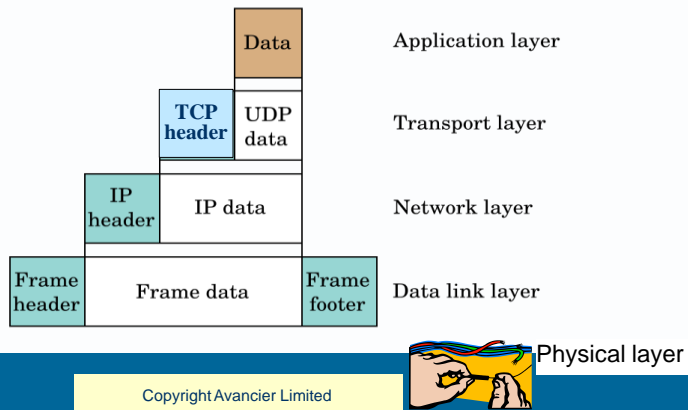 Data
Application layer
TCP
header
UDP
data
Transport layer
IP
header
IP data
Network layer
Frame
header
Frame data
Frame
footer
Data link layer
Physical layer
Copyright Avancier Limited